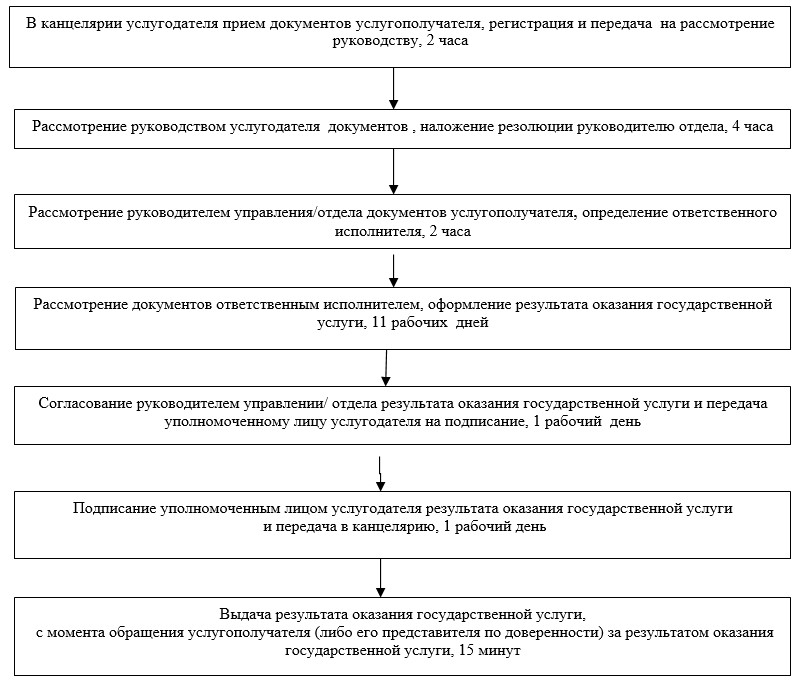 В канцелярии услугодателя прием документов услугополучателя, регистрация и передача на рассмотрение
руководству, 2 часа
Рассмотрение руководством услугодателя документов , наложение резолюции руководителю отдела, 4 часа
Рассмотрение руководителем управления/отдела документов услугополучателя, определение ответственного
исполнителя, 2 часа
Рассмотрение документов ответственным исполнителем, оформление результата оказания государственной
услуги, 11 рабочих дней
Согласование руководителем управлении/ отдела результата оказания государственной услуги и передача
уполномоченному лицу услугодателя на подписание, 1 рабочий день
Подписание уполномоченным лицом услугодателя результата оказания государственной услуги
и передача в канцелярию, 1 рабочий день
Выдача результата оказания государственной услуги,
с момента обращения услугополучателя (либо его представителя по доверенности) за результатом оказания
государственной услуги, 15 минут